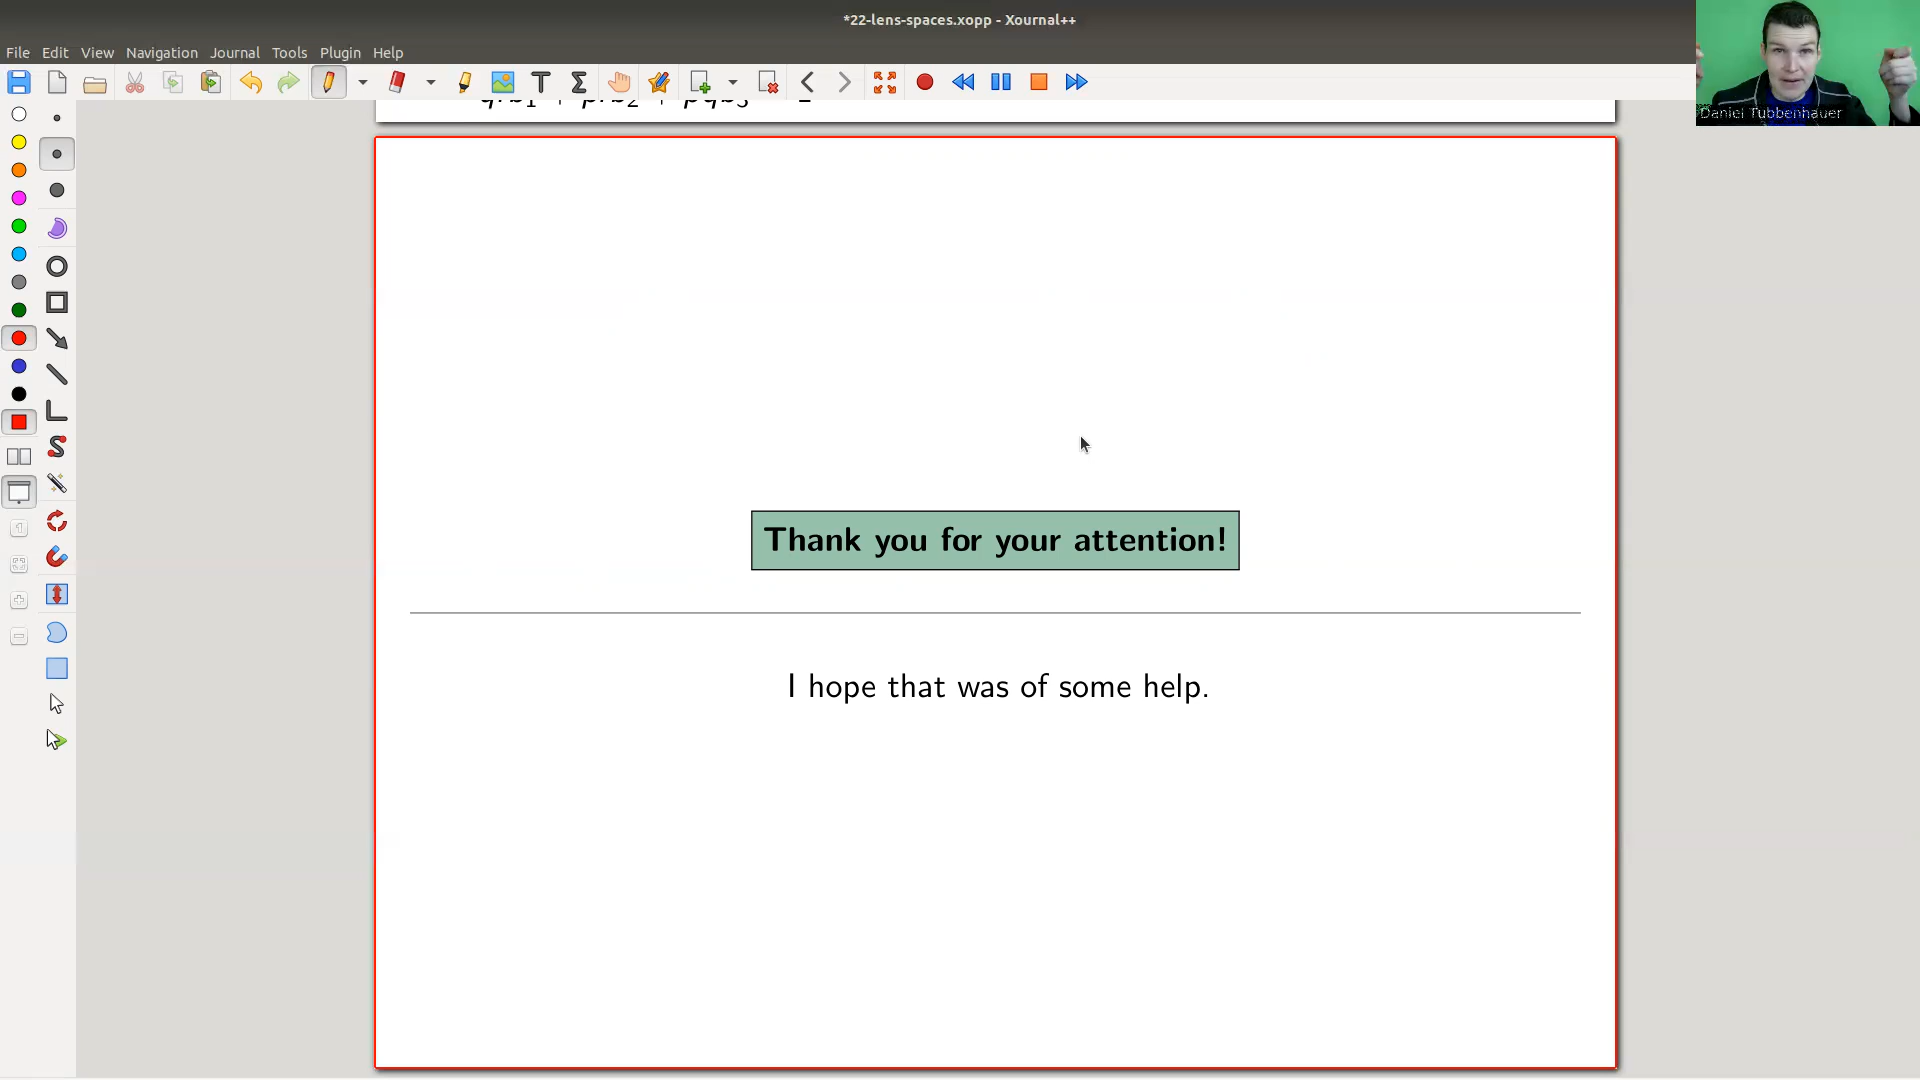 *22-lens-spaces.xopp - Xournal++
File Edit View Navigation Journal Tools Plugin Help
Daniel Tubbenhauer
Thank you for your attention!
I hope that was of some help.